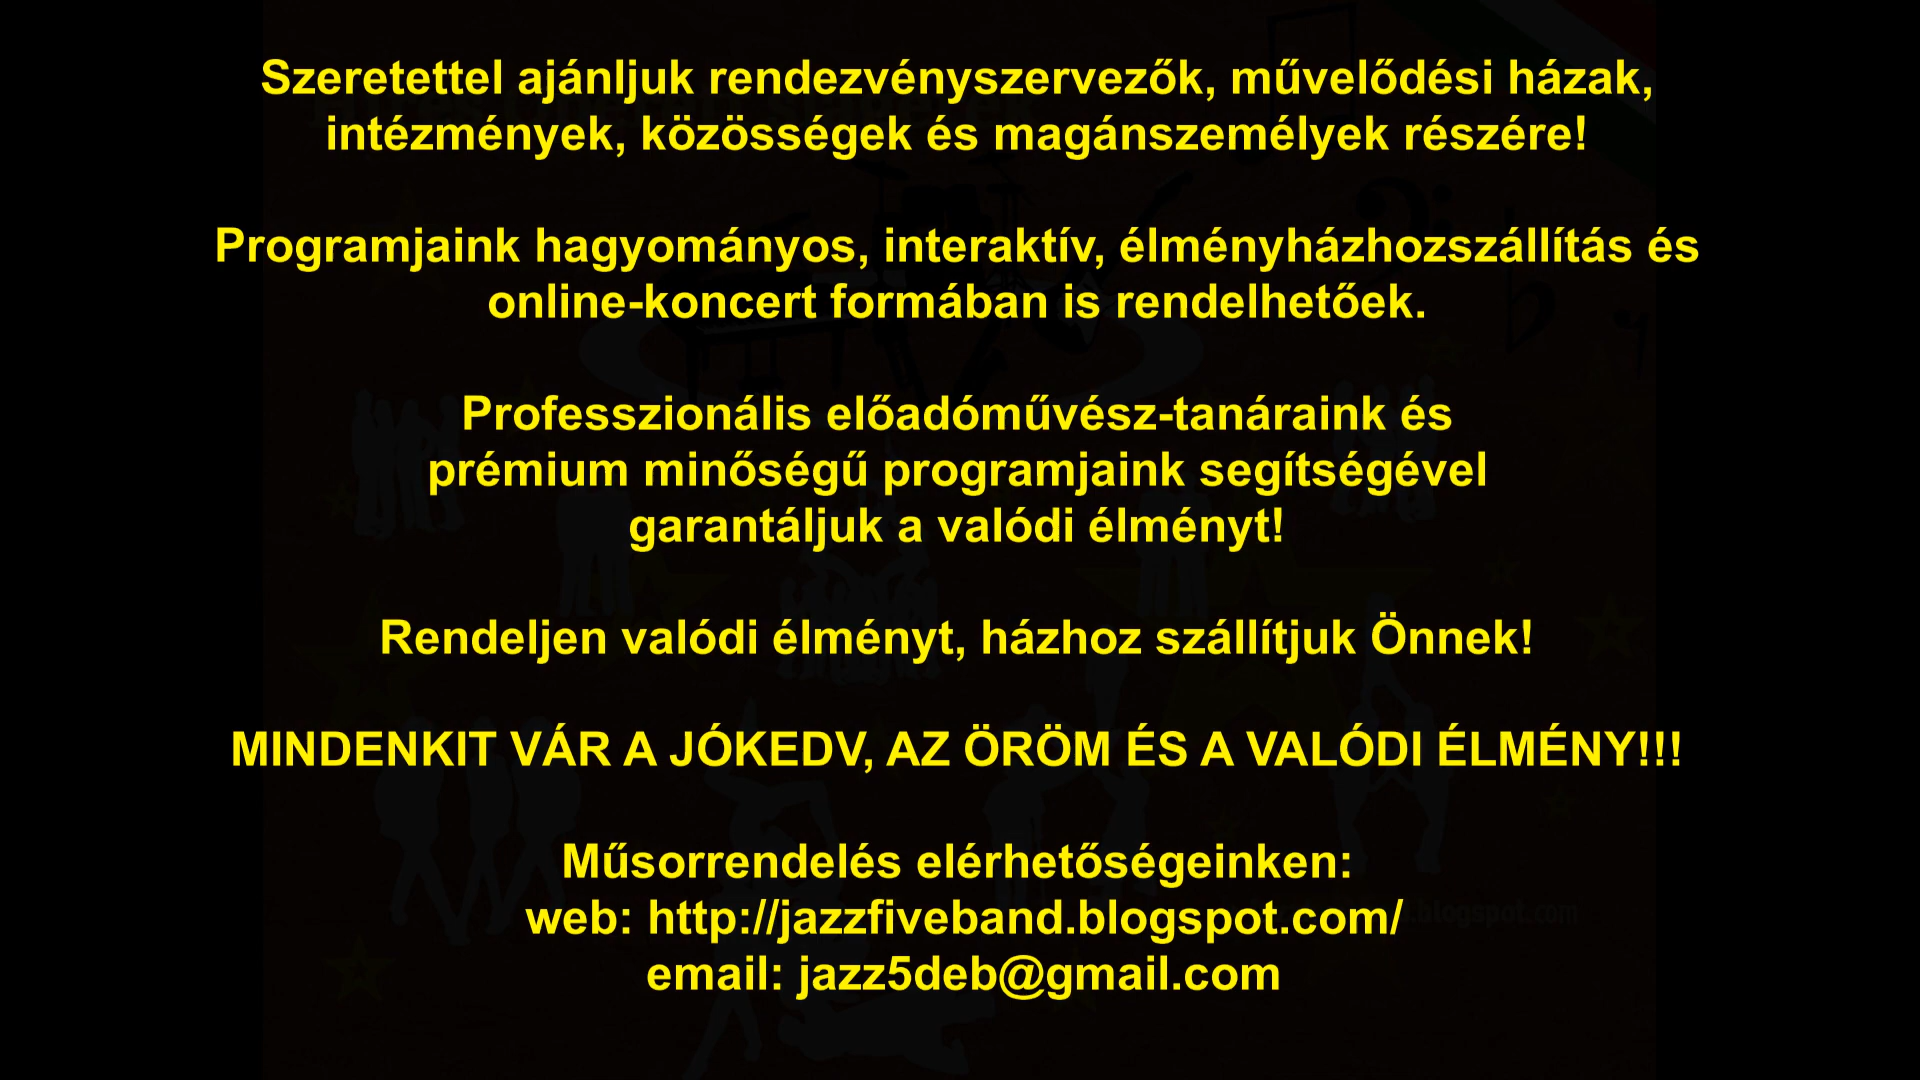 Szeretettel ajánljuk rendezvényszervezők, művelődési házak,
intézmények, közösségek és magánszemélyek részére!
Programjaink hagyományos, interaktív, élményházhozszállítás és
online-koncert formában is rendelhetőek.
Professzionális előadóművész-tanáraink és
prémium minőségű programjaink segítségével
garantáljuk a valódi élményt!
Rendeljen valódi élményt, házhoz szállítjuk Önnek!
MINDENKIT VÁR A JÓKEDV, AZ ÖRÖM ÉS A VALÓDI ÉLMÉNY!!!
Műsorrendelés elérhetőségeinken:
web: http://jazzfiveband.blogspot.com/
email: jazz5deb@gmail.com